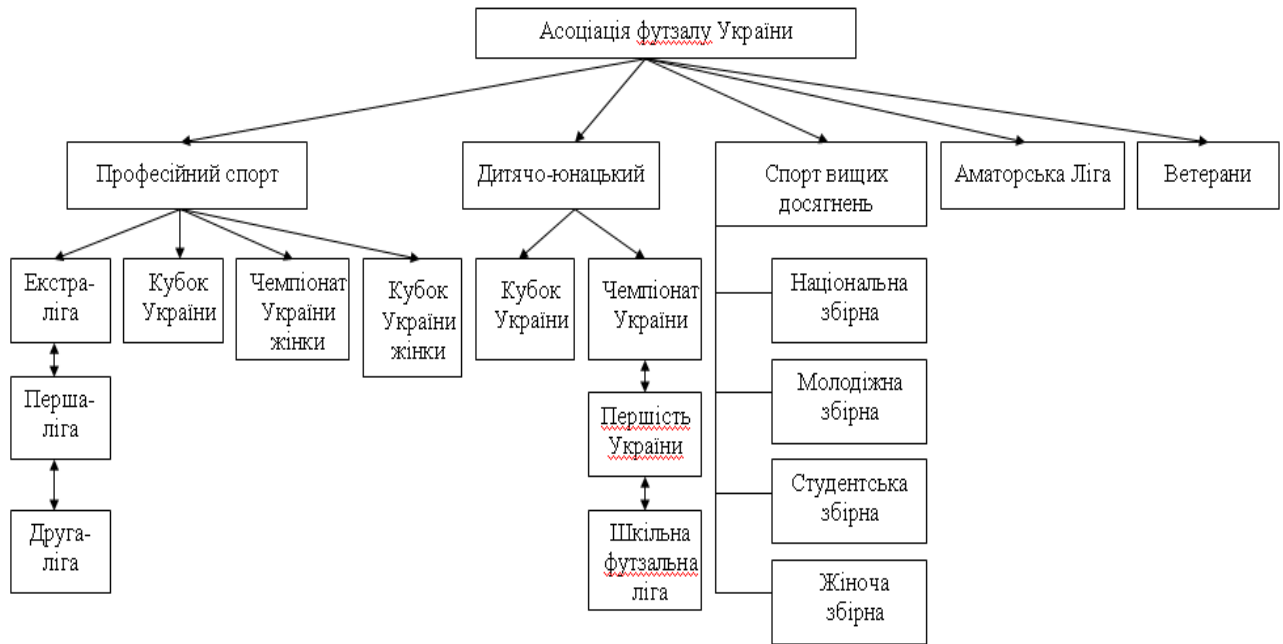 Асоціація футзалу України
Професійний спорт
Дитячо-юнацький
Спорт вищих
досягнень
Аматорська Ліга
Ветерани
Екстра-
ліга
Кубок
України
Чемпіонат
України
жінки
Кубок
України
жінки
Кубок
України
Чемпіонат
України
Національна
збірна
Перша-
ліга
Першість
України
Молодіжна
збірна
Студентська
збірна
Друга-
ліга
Шкільна
футзальна
ліга
Жіноча
збірна